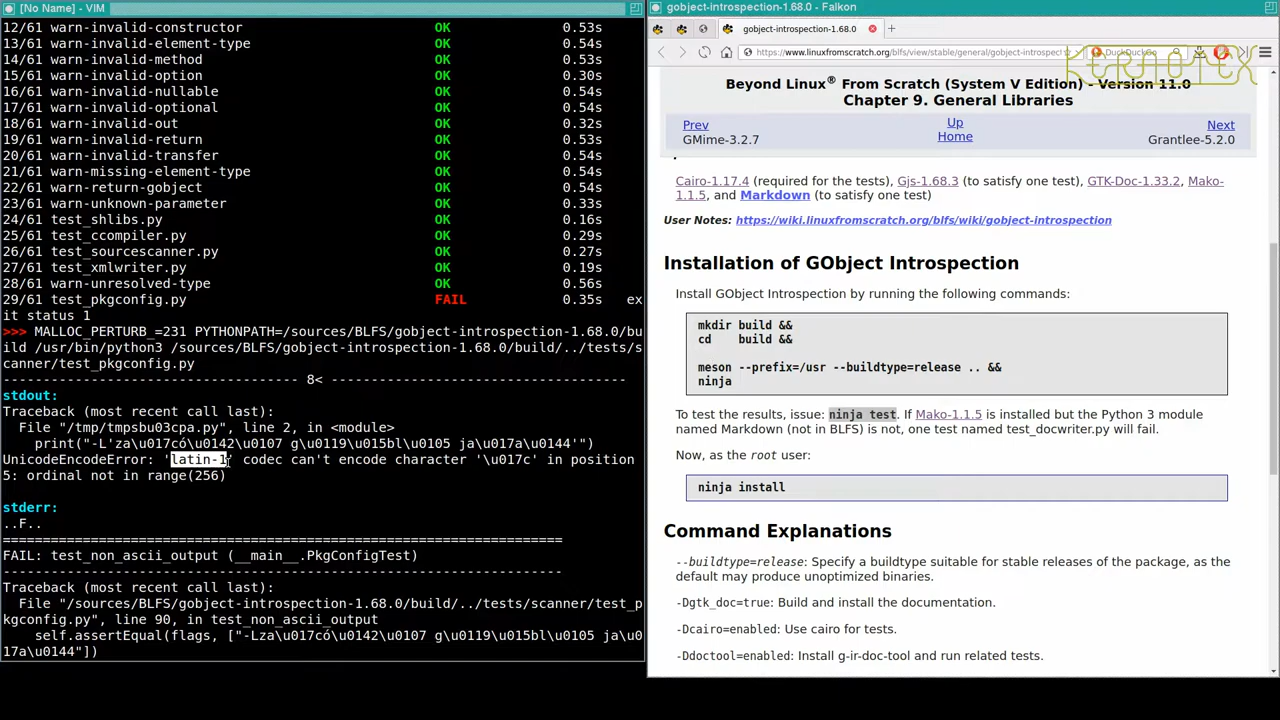 [No Name] - VIM
12/61 warn-invalid-constructor OK 0.53s
13/61 warn-invalid-element-type OK 0.54s
14/61 warn-invalid-method OK 0.53s
15/61 warn-invalid-option OK 0.30s
16/61 warn-invalid-nullable OK 0.54s
17/61 warn-invalid-optional OK 0.54s
18/61 warn-invalid-out OK 0.32s
19/61 warn-invalid-return OK 0.53s
20/61 warn-invalid-transfer OK 0.54s
21/61 warn-missing-element-type OK 0.54s
22/61 warn-return-gobject OK 0.54s
23/61 warn-unknown-parameter OK 0.33s
24/61 test_shlibs.py OK 0.16s
25/61 test_ccompiler.py OK 0.29s
26/61 test_sourcescanner.py OK 0.27s
27/61 test_xmlwriter.py OK 0.19s
28/61 warn-unresolved-type OK 0.56s
29/61 test_pkgconfig.py FAIL 0.35s ex
it status 1
>>> MALLOC_PERTURB_=231 PYTHONPATH=/sources/BLFS/gobject-introspection-1.68.0/bu
ild /usr/bin/python3 /sources/BLFS/gobject-introspection-1.68.0/build/../tests/s
canner/test_pkgconfig.py
------------------------------------- 8< -------------------------------------
stdout:
Traceback (most recent call last):
File "/tmp/tmpsbu03cpa.py", line 2, in <module>
print("-L'za\u017có\u0142\u0107 g\u0119\u015bl\u0105 ja\u017a\u0144'")
UnicodeEncodeError: 'latin-1' codec can't encode character '\u017c' in position
5: ordinal not in range(256)
stderr:
..F..
======================================================================
FAIL: test_non_ascii_output (__main__.PkgConfigTest)
----------------------------------------------------------------------
Traceback (most recent call last):
File "/sources/BLFS/gobject-introspection-1.68.0/build/../tests/scanner/test_p
kgconfig.py", line 90, in test_non_ascii_output
self.assertEqual(flags, ["-Lza\u017có\u0142\u0107 g\u0119\u015bl\u0105 ja\u0
17a\u0144"])
gobject-introspection-1.68.0 - Falkon
gobject-introspection-1.68.0
https://www.linuxfromscratch.org/blfs/view/stable/general/gobject-introspect
DuckDuckGo
KERNOTEX
Beyond Linux® From Scratch (System V Edition) - Version 11.0
Chapter 9. General Libraries
Prev Up Next
GMime-3.2.7 Home Grantlee-5.2.0
Cairo-1.17.4 (required for the tests), Gjs-1.68.3 (to satisfy one test), GTK-Doc-1.33.2, Mako-
1.1.5, and Markdown (to satisfy one test)
User Notes: https://wiki.linuxfromscratch.org/blfs/wiki/gobject-introspection
Installation of GObject Introspection
Install GObject Introspection by running the following commands:
mkdir build &&
cd build &&
meson --prefix=/usr --buildtype=release .. &&
ninja
To test the results, issue: ninja test. If Mako-1.1.5 is installed but the Python 3 module
named Markdown (not in BLFS) is not, one test named test_docwriter.py will fail.
Now, as the root user:
ninja install
Command Explanations
--buildtype=release: Specify a buildtype suitable for stable releases of the package, as the
default may produce unoptimized binaries.
-Dgtk_doc=true: Build and install the documentation.
-Dcairo=enabled: Use cairo for tests.
-Ddoctool=enabled: Install g-ir-doc-tool and run related tests.